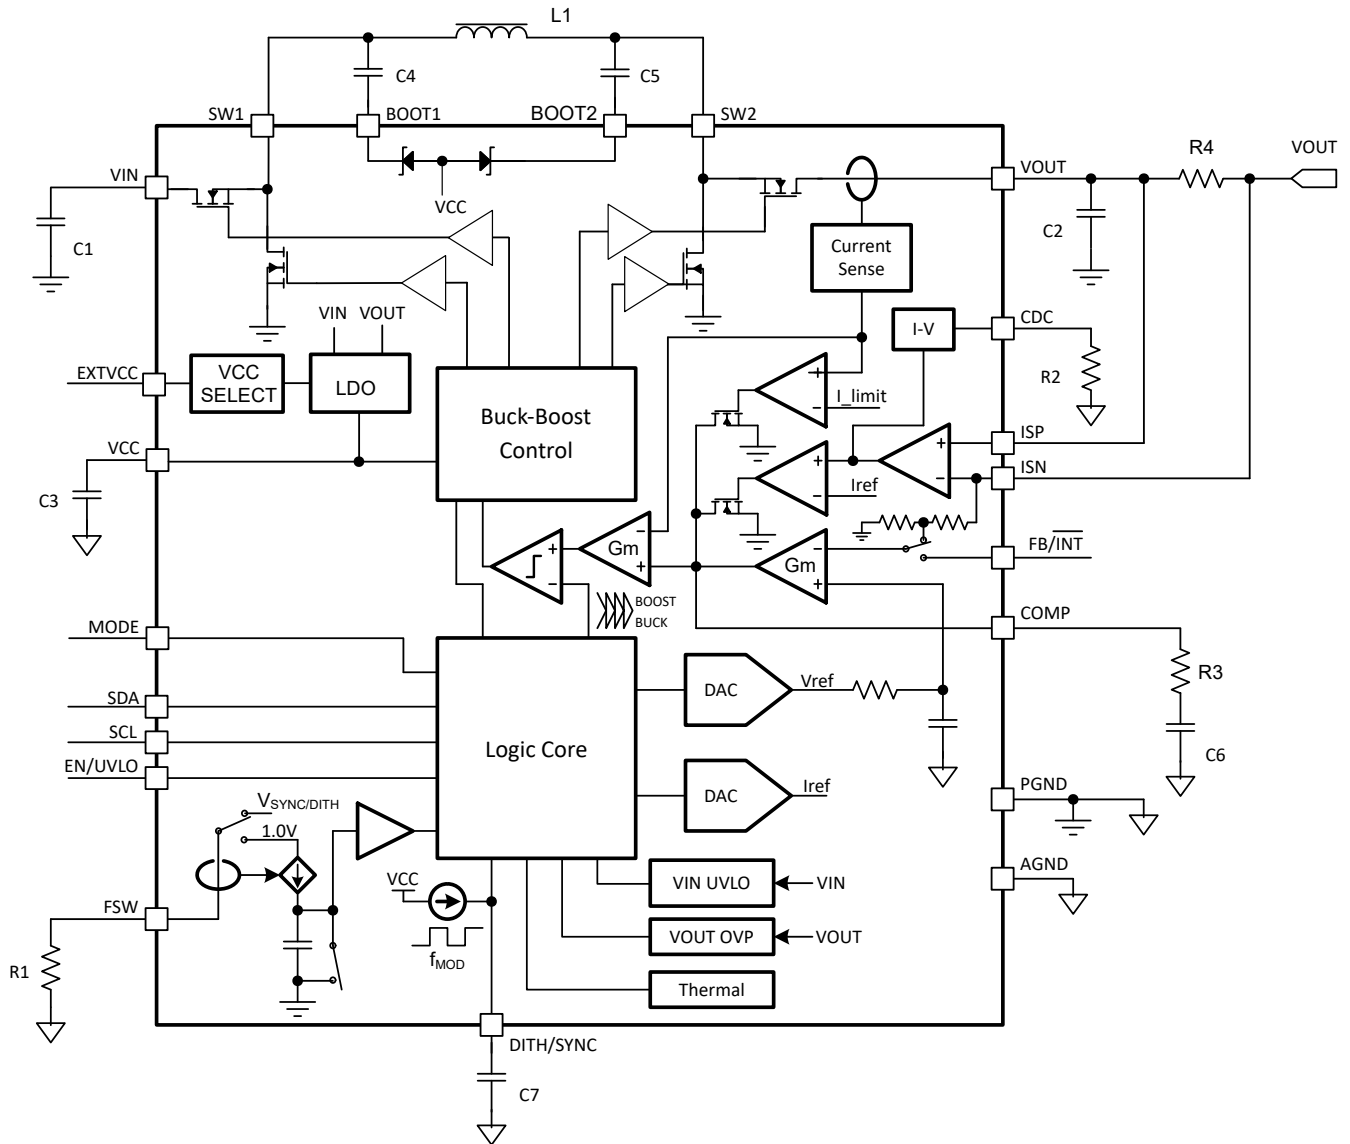 L1
C4
C5
SW1
BOOT1
BOOT2
SW2
VIN
VOUT
R4
VOUT
VCC
C1
C2
Current
Sense
VIN
VOUT
I-V
CDC
EXTVCC
VCC
SELECT
LDO
R2
Buck-Boost
Control
+
−
I_limit
VCC
+
−
ISP
+
−
Iref
ISN
C3
Gm
−
+
+
−
Gm
−
+
FB/INT
BOOST
BUCK
COMP
MODE
SDA
SCL
EN/UVLO
Logic Core
DAC
Vref
R3
C6
DAC
Iref
PGND
VSYNC/DITH
1.0V
AGND
FSW
VCC
VIN UVLO
VIN
VOUT OVP
VOUT
fMOD
Thermal
R1
DITH/SYNC
C7